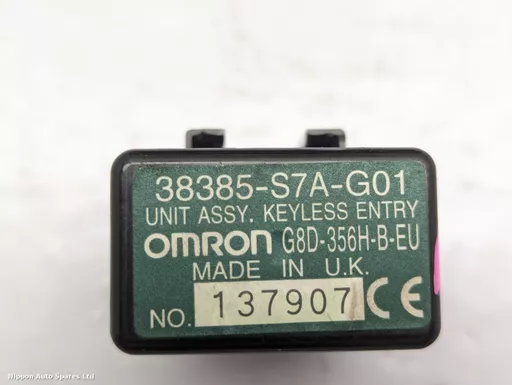 38385-S7A-G01
UNIT ASSY. KEYLESS ENTRY
OMRON G8D-356H-B-EU
MADE IN U.K.
NO. 137907 CE
Nippon Auto Spares Ltd